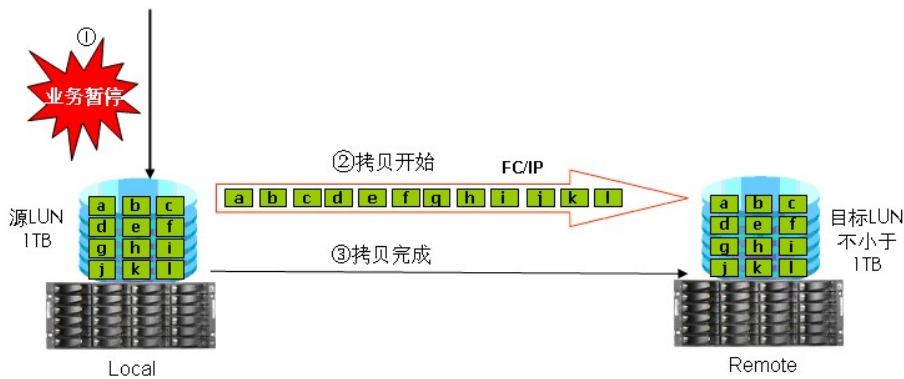 ①
业务暂停
②拷贝开始
FC/IP
a b c d e f g h i j k l
源LUN
1TB
a b c
d e f
g h i
j k l
③拷贝完成
a b c
d e f
g h i
j k l
目标LUN
不小于
1TB
Local
Remote